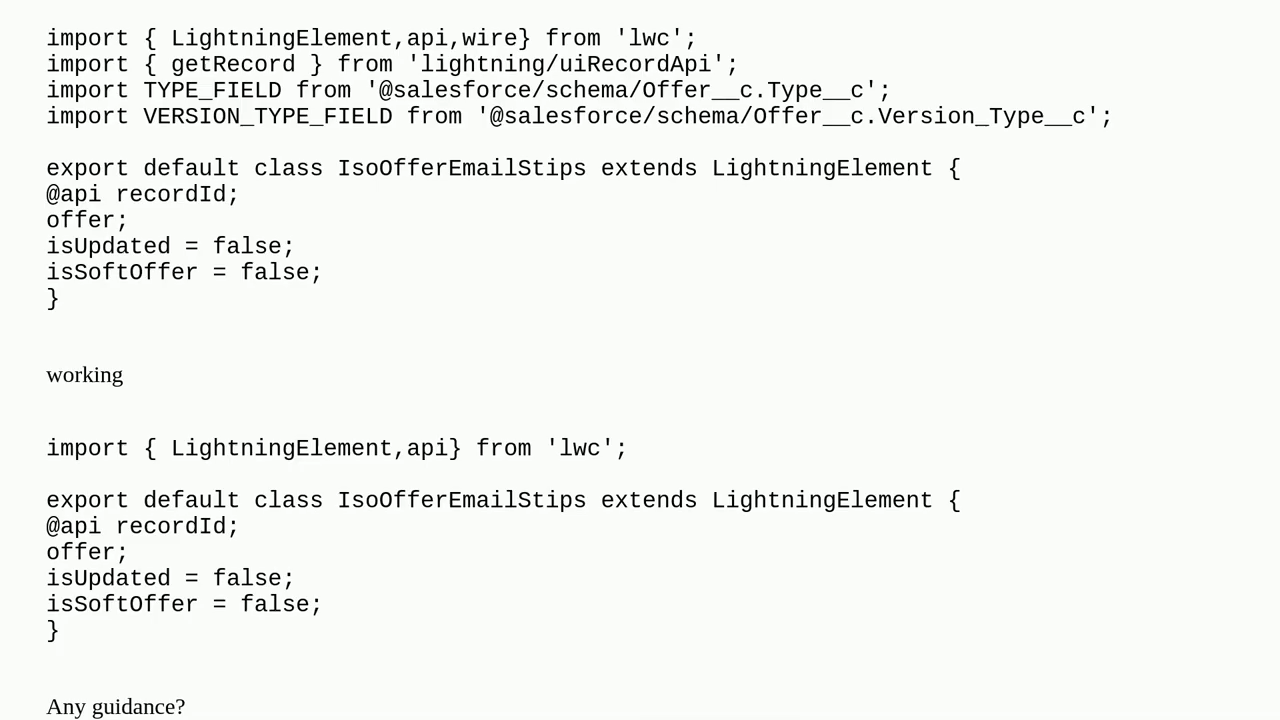 import { LightningElement,api,wire} from 'lwc';
import { getRecord } from 'lightning/uiRecordApi';
import TYPE_FIELD from '@salesforce/schema/Offer__c.Type__c';
import VERSION_TYPE_FIELD from '@salesforce/schema/Offer__c.Version_Type__c';
export default class IsoOfferEmailStips extends LightningElement {
@api recordId;
offer;
isUpdated = false;
isSoftOffer = false;
}
working
import { LightningElement,api} from 'lwc';
export default class IsoOfferEmailStips extends LightningElement {
@api recordId;
offer;
isUpdated = false;
isSoftOffer = false;
}
Any guidance?